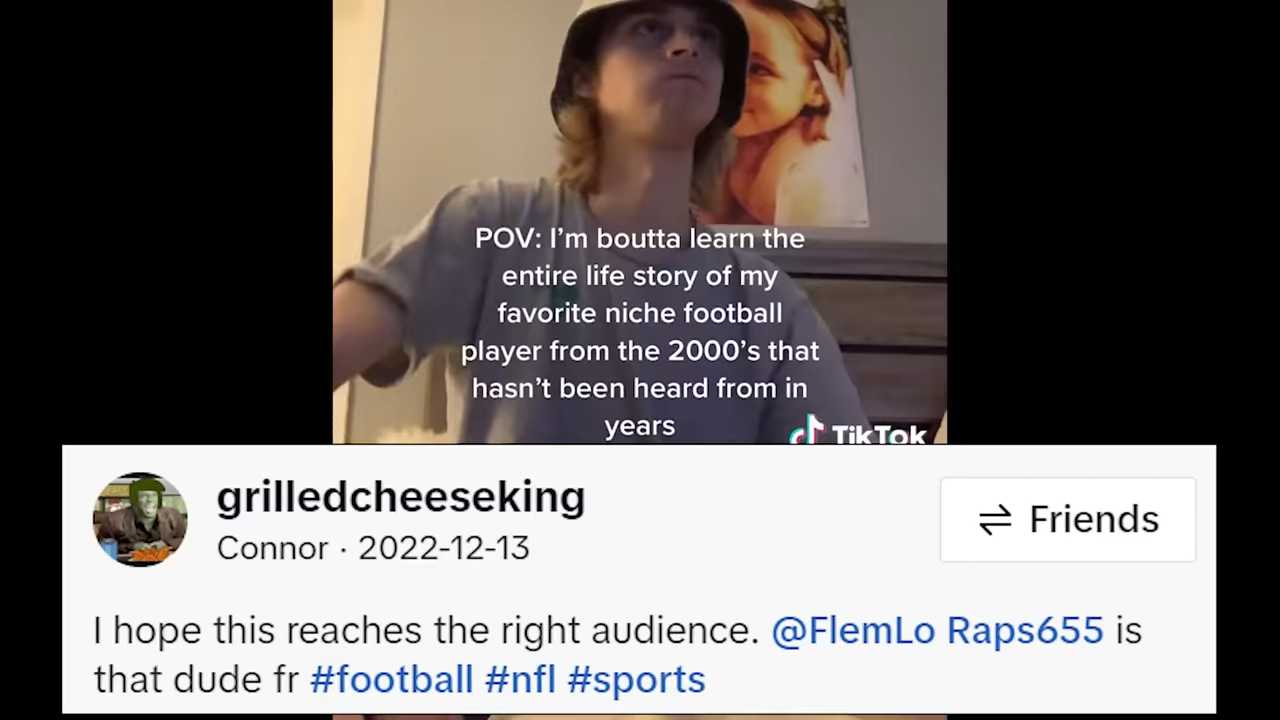 POV: I'm boutta learn the
entire life story of my
favorite niche football
player from the 2000's that
hasn't been heard from in
years
TikTok
grilledcheeseking
Connor · 2022-12-13
Friends
I hope this reaches the right audience. @FlemLo Raps655 is
that dude fr #football #nfl #sports